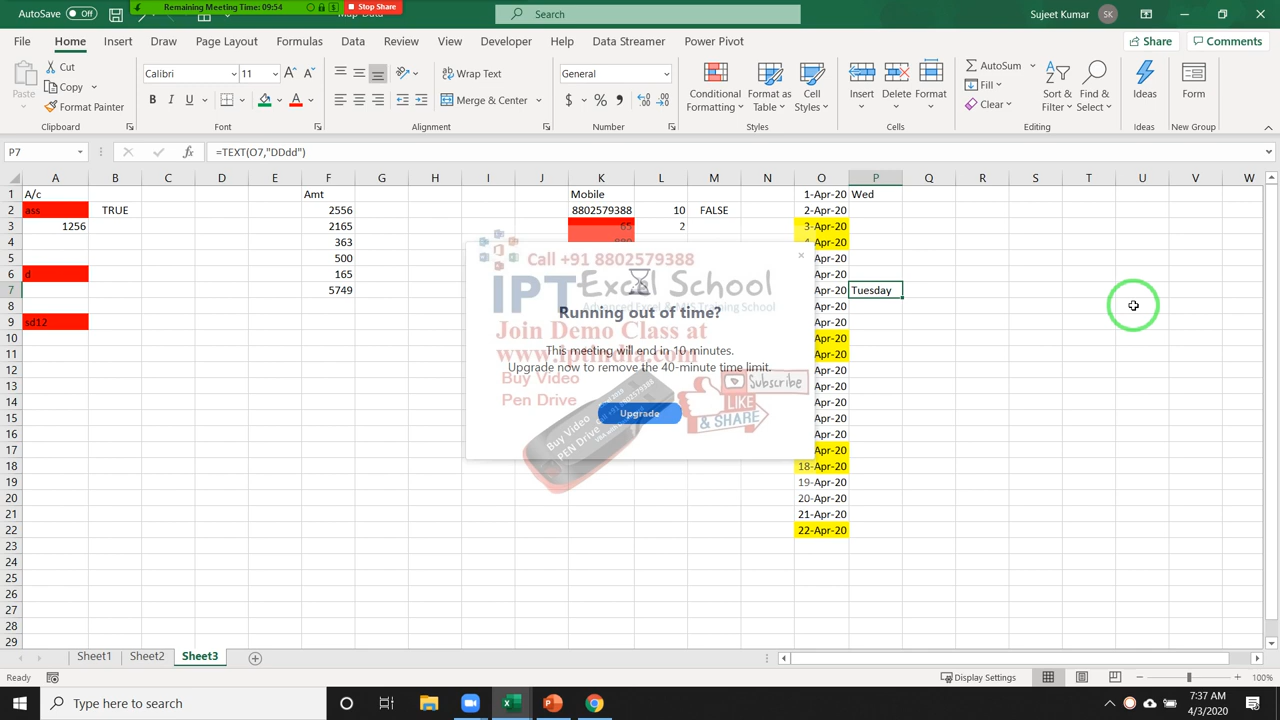 AutoSave Off
Remaining Meeting Time: 09:54
Stop Share
Map Data
Search
Sujeet Kumar
SK
File Home Insert Draw Page Layout Formulas Data Review View Developer Help Data Streamer Power Pivot
Share
Comments
Paste
Cut
Copy
Format Painter
Clipboard
Calibri 11
B I U
Font
Wrap Text
Merge & Center
Alignment
General
$ % ,
Number
Conditional Formatting
Format as Table
Cell Styles
Styles
Insert Delete Format
Cells
AutoSum
Fill
Clear
Sort & Filter
Find & Select
Editing
Ideas
Ideas
Form
New Group
P7
fx =TEXT(O7,"DDdd")
A B C D E F G H I J K L M N O P Q R S T U V W
1 A/c Amt Mobile 1-Apr-20 Wed
2 ass TRUE 2556 8802579388 10 FALSE 2-Apr-20
3 1256 2165 65 2 3-Apr-20
4 363 Apr-20
5 500 Apr-20
6 d 165 Apr-20
7 5749 Apr-20 Tuesday
8 Apr-20
9 sd12 Apr-20
10 Apr-20
11 Apr-20
12 Apr-20
13 Apr-20
14 Apr-20
15 Apr-20
16 Apr-20
17 Apr-20
18 18-Apr-20
19 19-Apr-20
20 20-Apr-20
21 21-Apr-20
22 22-Apr-20
23
24
25
26
27
28
29
Call +91 8802579388
IPT Excel School
Advanced Excel & MIS Training School
Running out of time?
Join Demo Class at
This meeting will end in 10 minutes.
www.iptindia.com
Upgrade now to remove the 40-minute time limit.
Buy Video
Pen Drive
Upgrade
Subscribe
LIKE
& SHARE
Buy Video
PEN Drive
Sheet1 Sheet2 Sheet3
Ready
Display Settings
100%
Type here to search
7:37 AM
4/3/2020